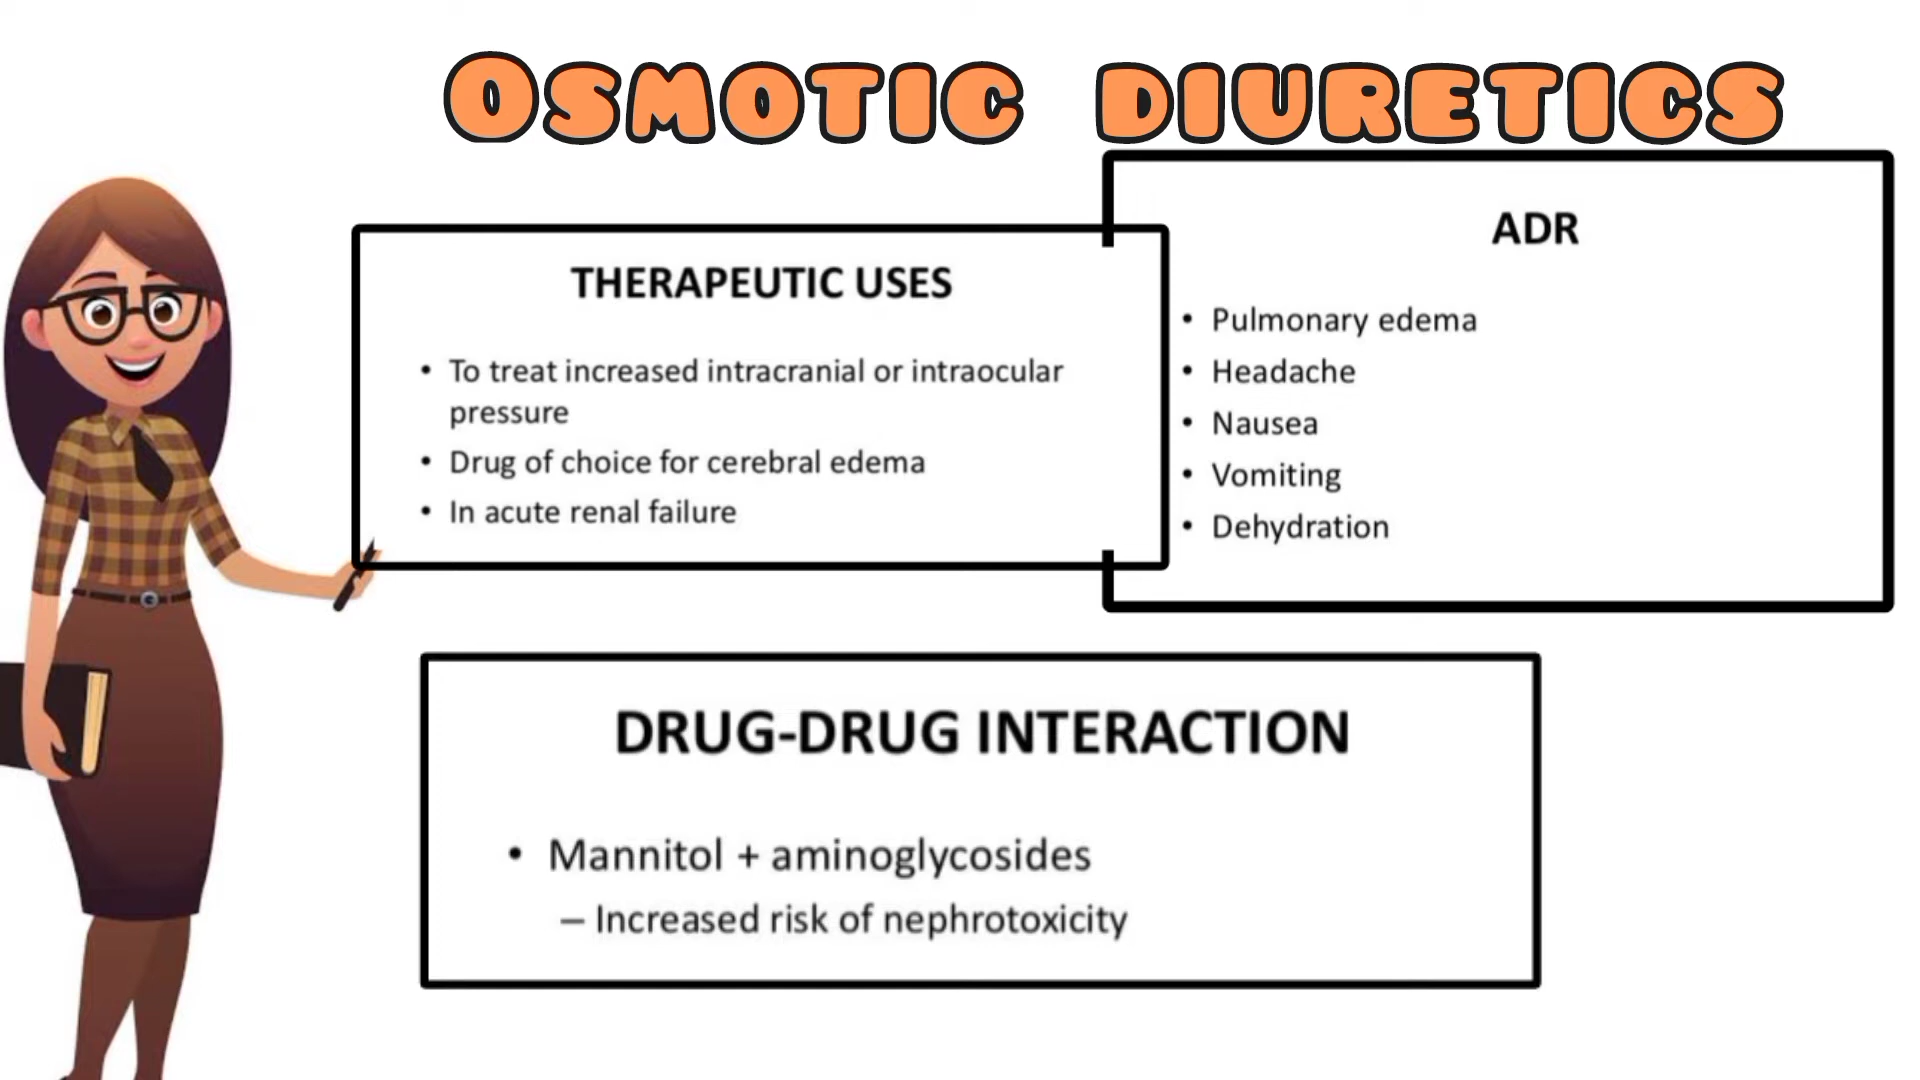 Osmotic diuretics
THERAPEUTIC USES
• To treat increased intracranial or intraocular
pressure
• Drug of choice for cerebral edema
• In acute renal failure
ADR
• Pulmonary edema
• Headache
• Nausea
• Vomiting
• Dehydration
DRUG-DRUG INTERACTION
• Mannitol + aminoglycosides
– Increased risk of nephrotoxicity